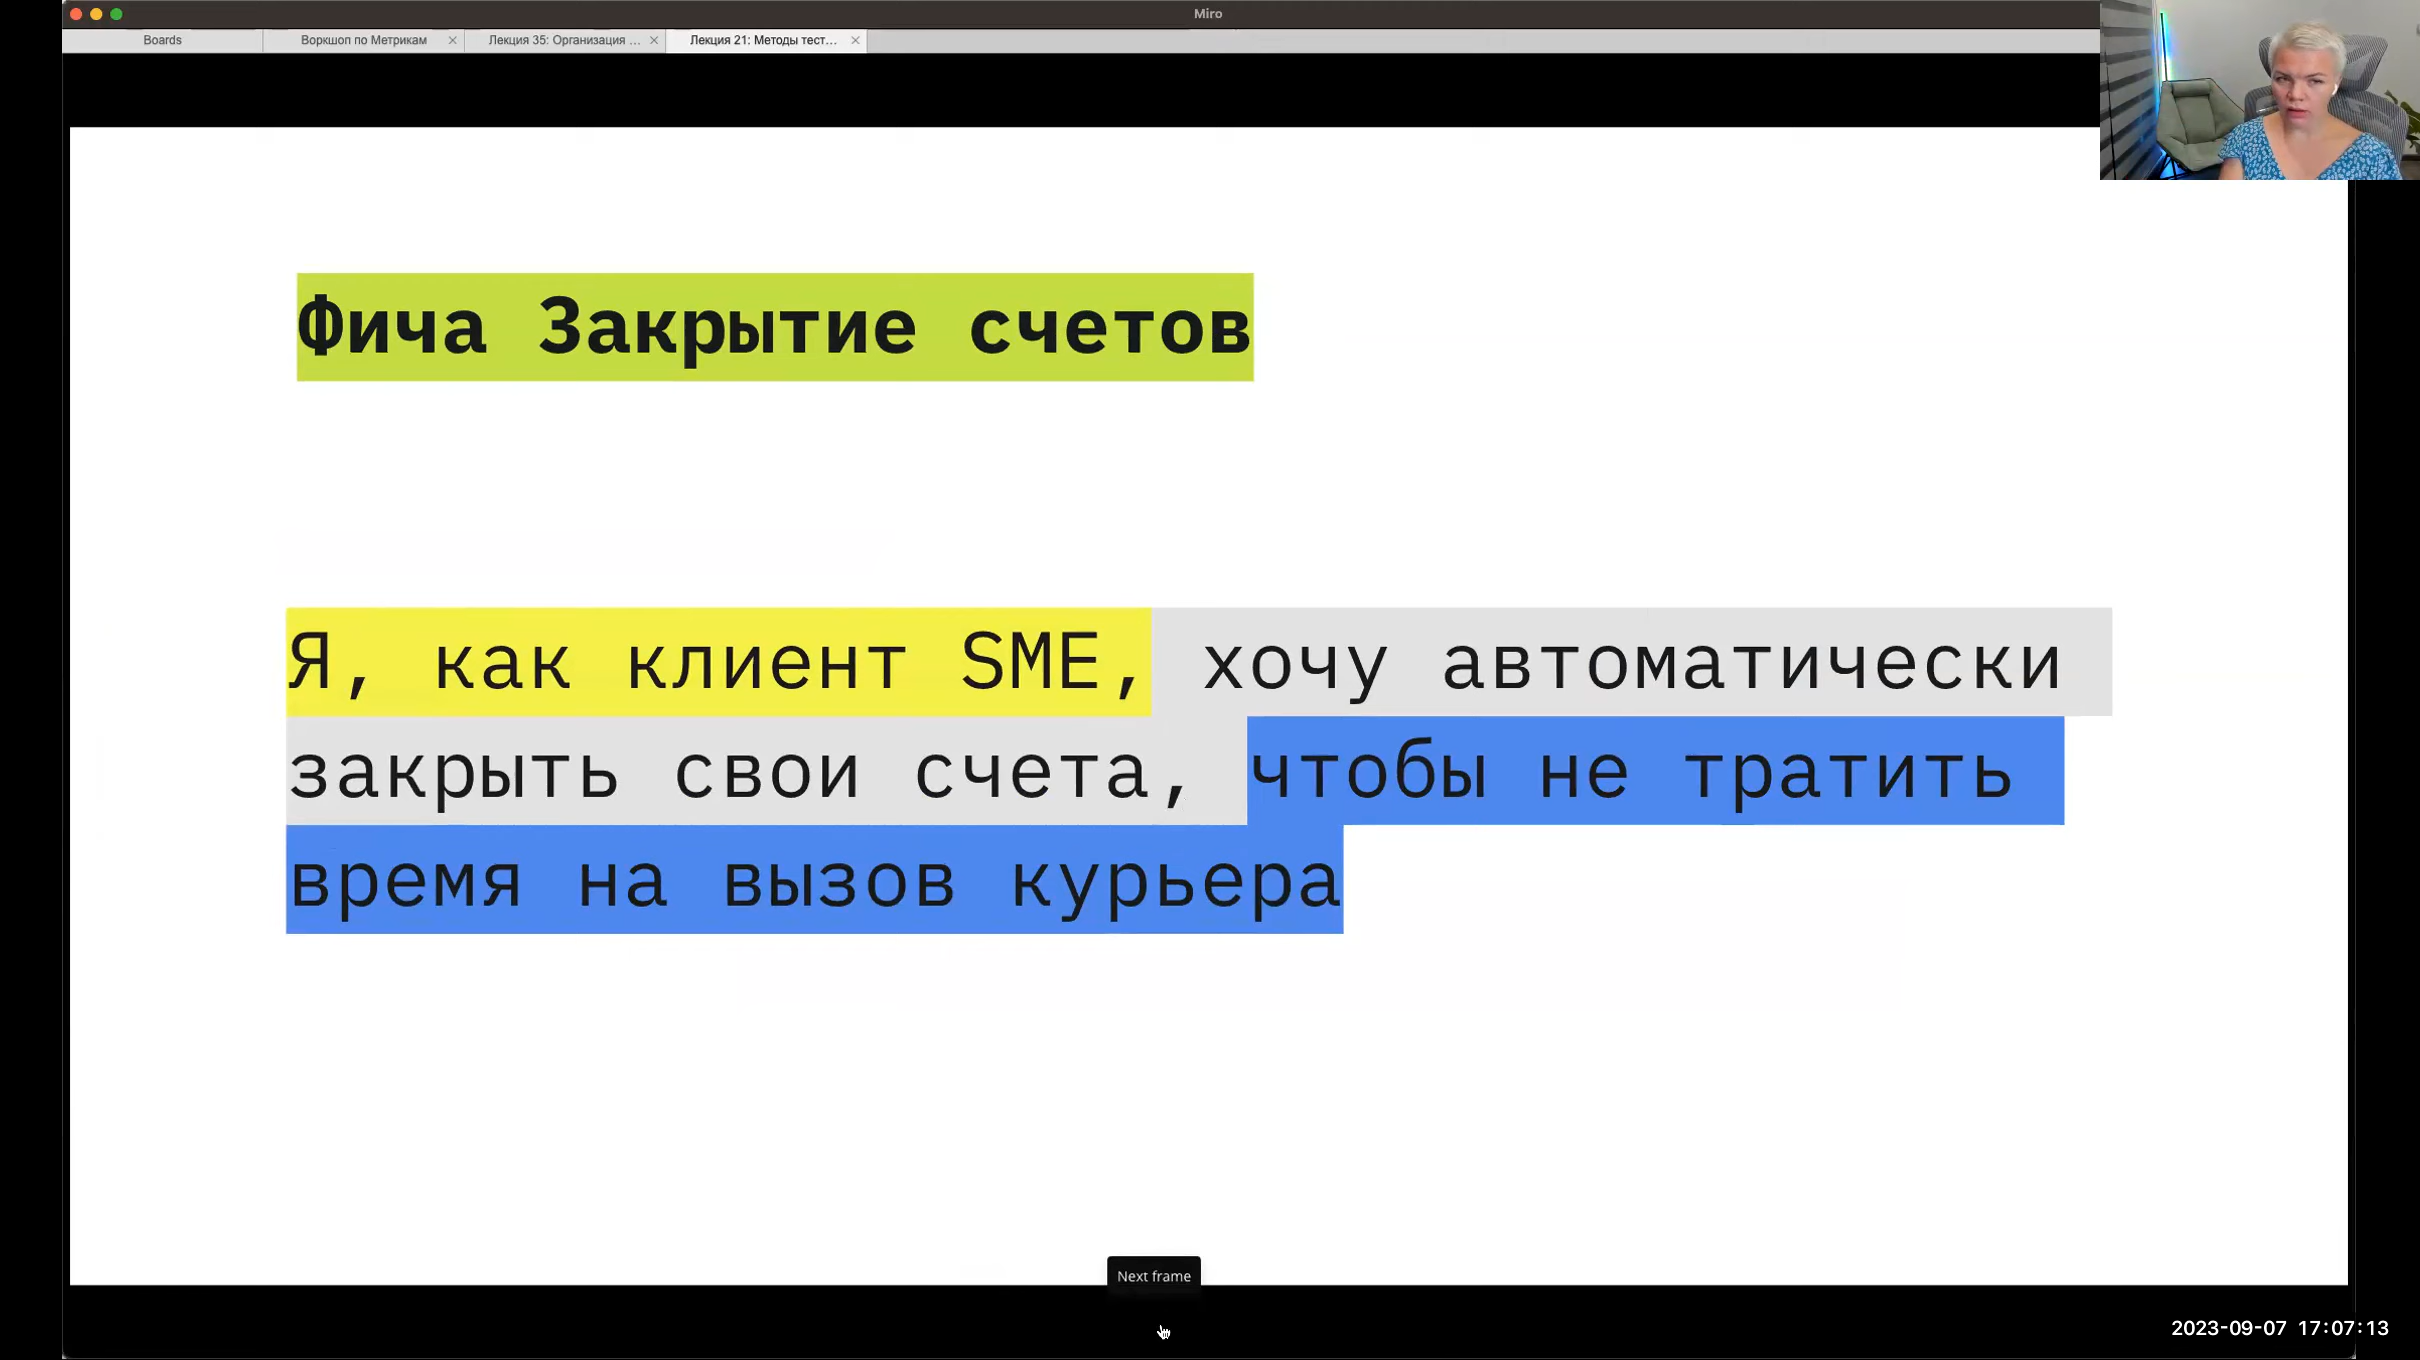 Miro
Boards
Воркшоп по Метрикам
Лекция 35: Организация ...
Лекция 21: Методы тест...
Фича Закрытие счетов
Я, как клиент SME, хочу автоматически
закрыть свои счета, чтобы не тратить
время на вызов курьера
Next frame
2023-09-07 17:07:13